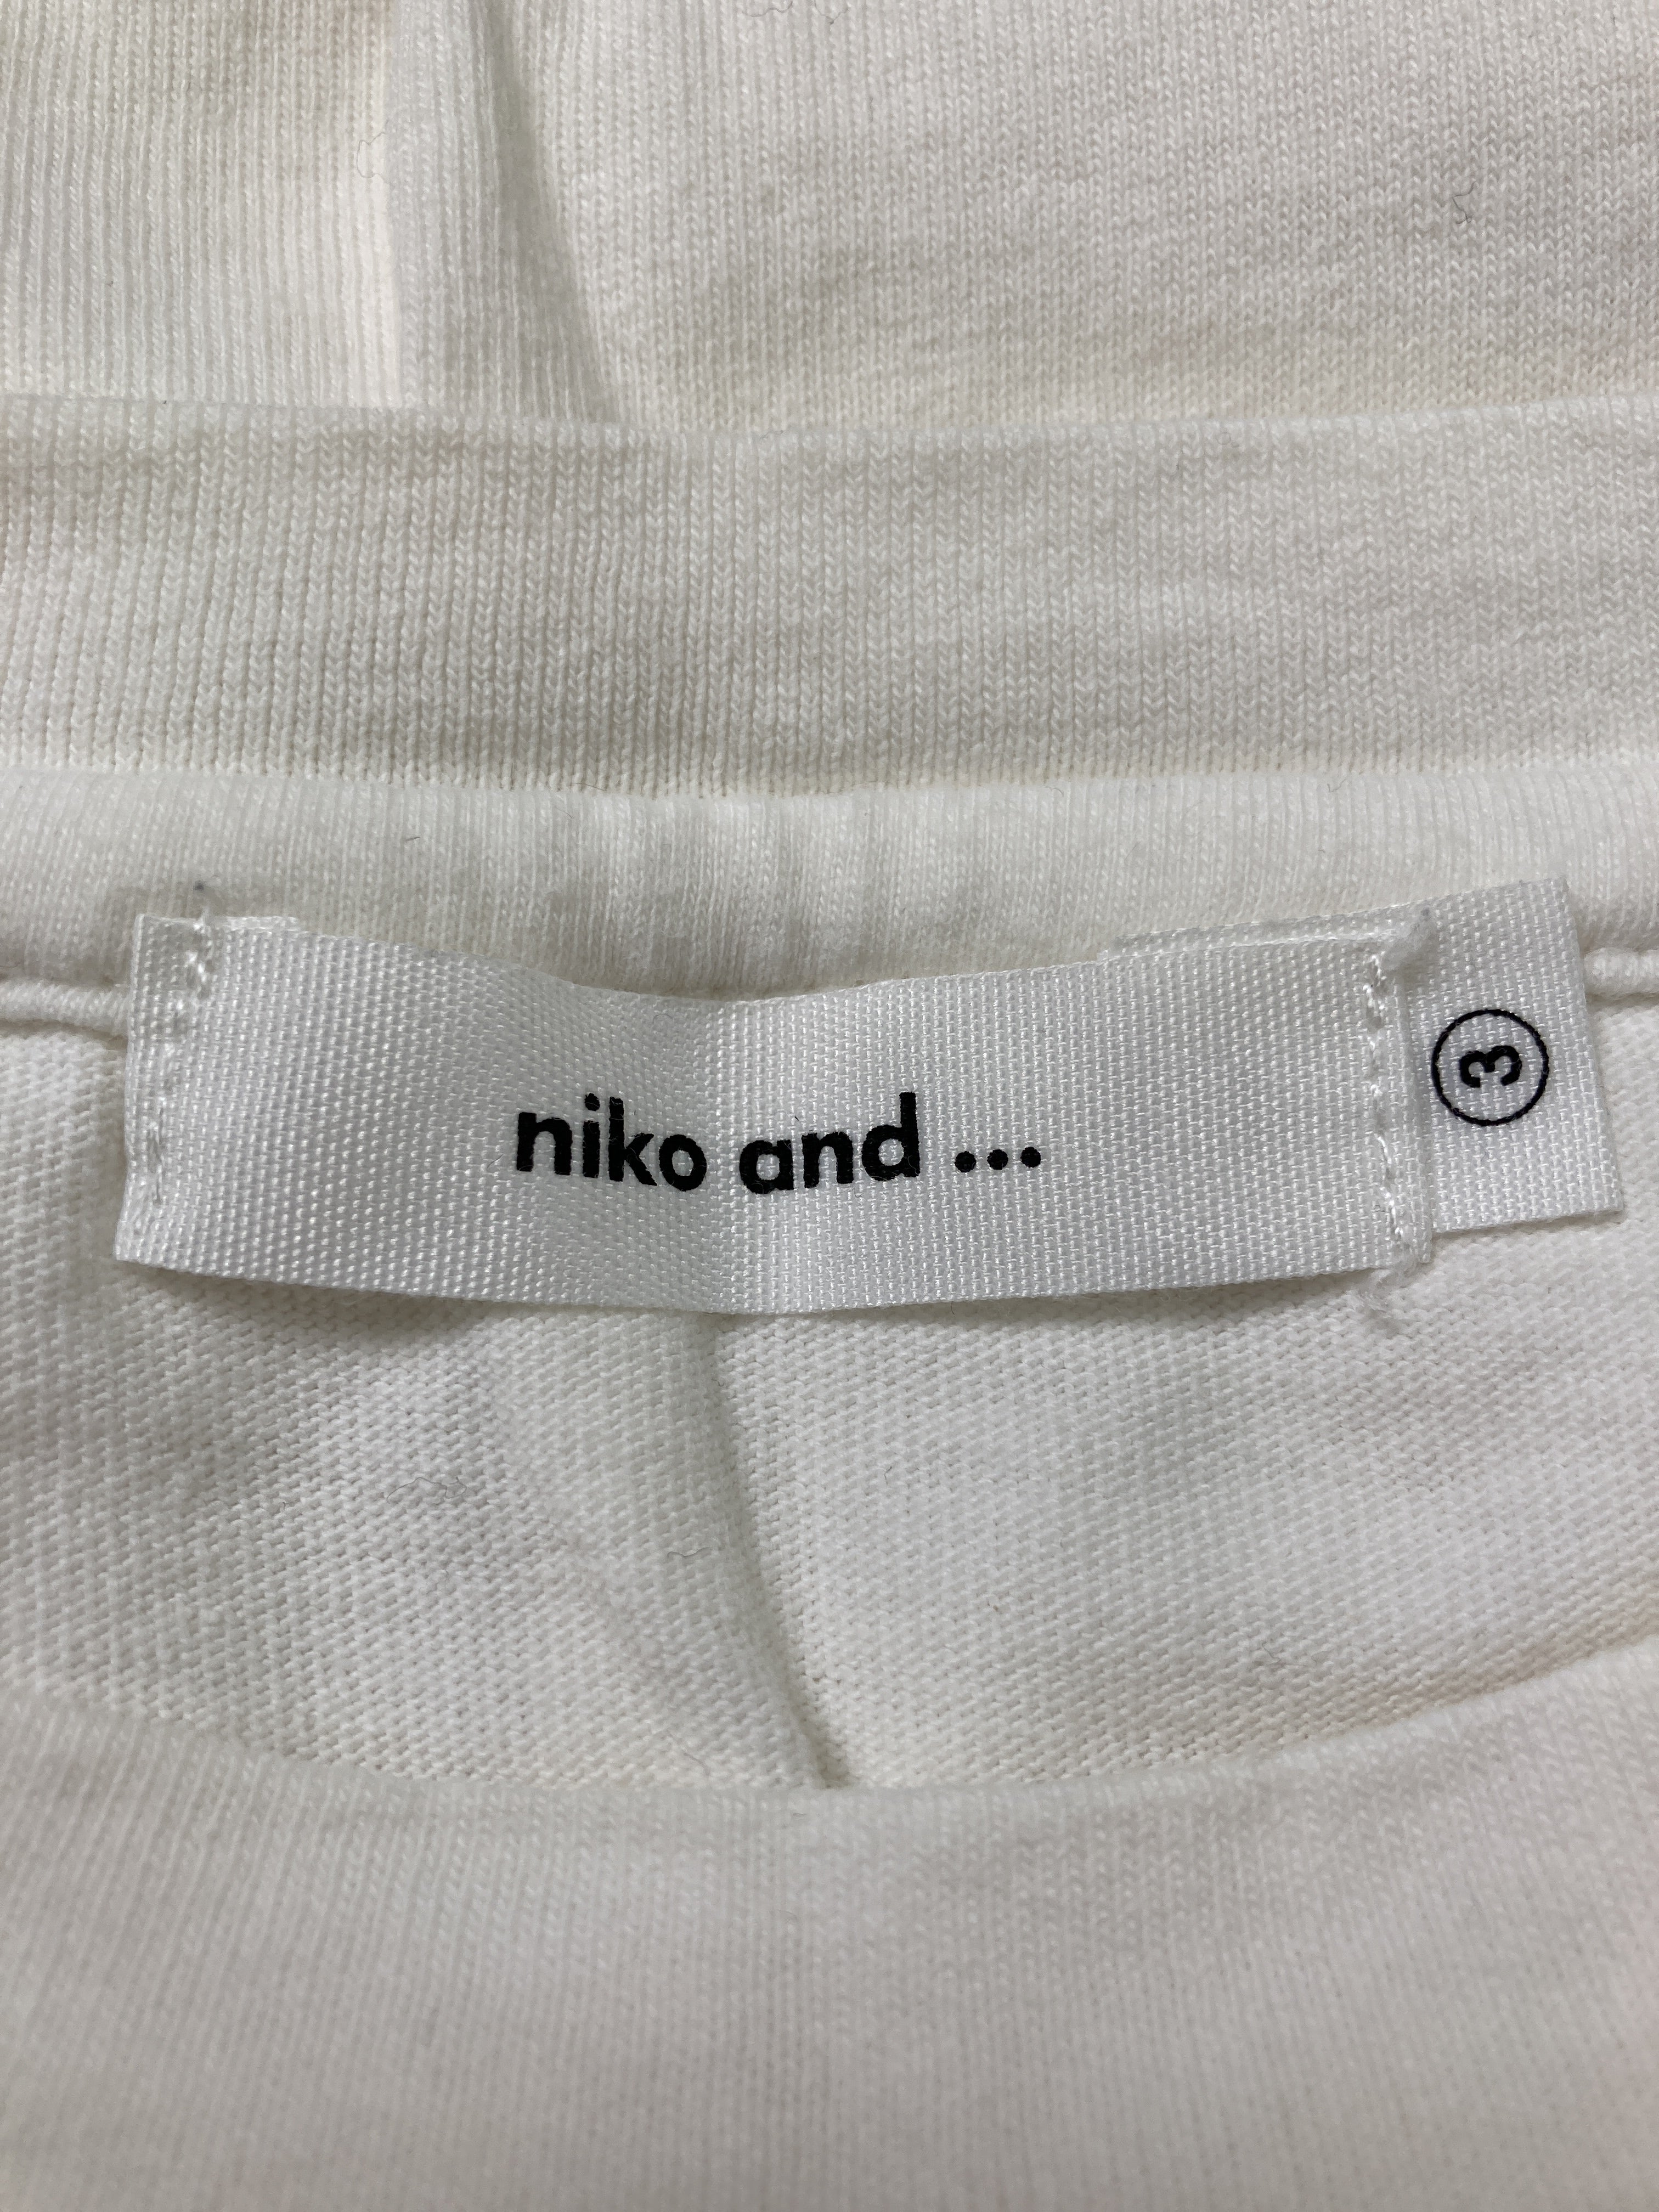 niko and ...
3